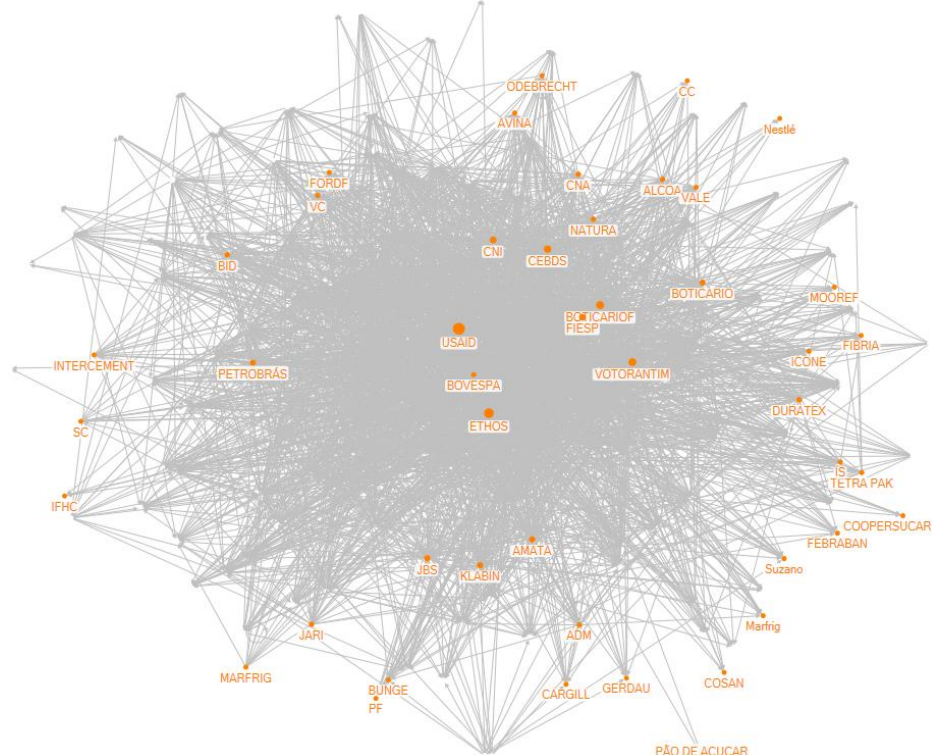 ODEBRECHT
CC
AVINA
Nestlé
FORDF
CNA
ALCOA
VALE
VC
NATURA
CNI
CEBDS
BID
BOTICARIO
MOOREF
BOTICARIOF
FIESP
USAID
FIBRIA
INTERCEMENT
PETROBRÁS
ICONE
VOTORANTIM
BOVESPA
DURATEX
ETHOS
SC
IS
TETRA PAK
IFHC
COOPERSUCAR
FEBRABAN
AMATA
JBS
KLABIN
Suzano
Marfrig
JARI
ADM
MARFRIG
COSAN
BUNGE
CARGILL
GERDAU
PF
PÃO DE AÇUCAR